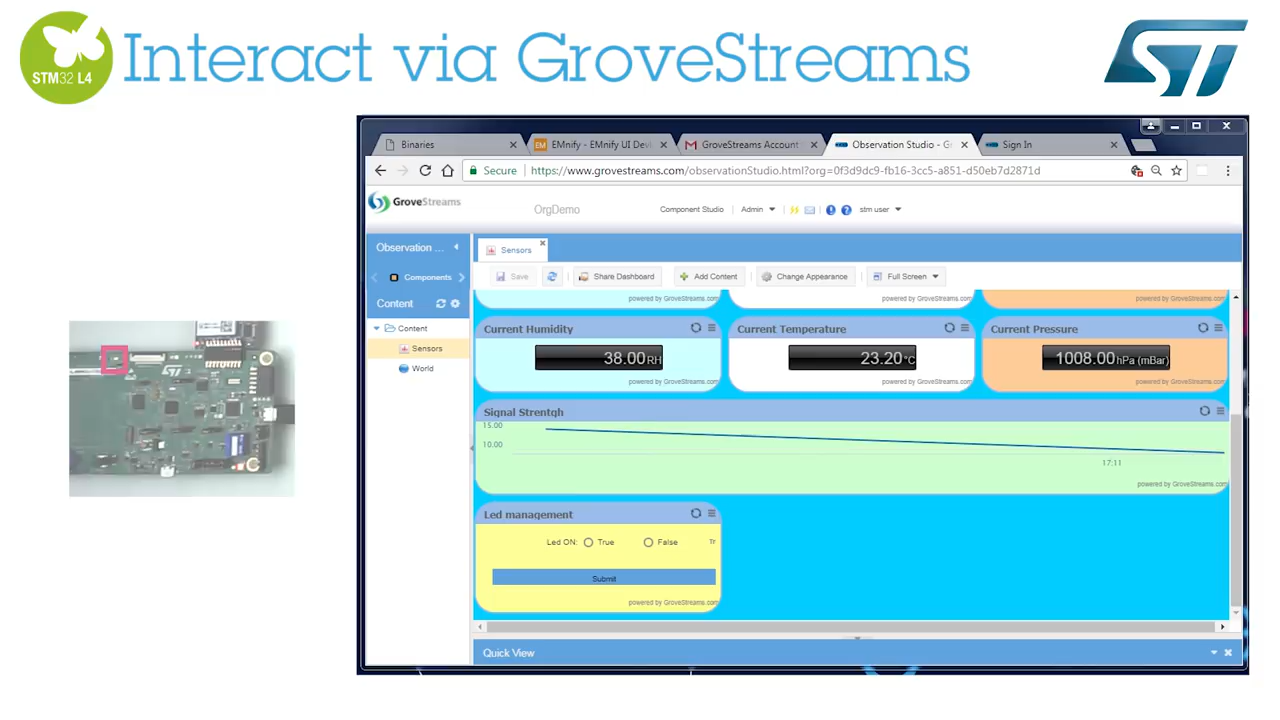 STM32 L4
Interact via GroveStreams
ST
Binaries
EM EMnify - EMnify UI Dev
GroveStreams Account
Observation Studio - G
Sign In
Secure https://www.grovestreams.com/observationStudio.html?org=0f3d9dc9-fb16-3cc5-a851-d50eb7d2871d
GroveStreams
OrgDemo
Component Studio
Admin
stm user
Observation ...
Sensors
Components
Save
Share Dashboard
Add Content
Change Appearance
Full Screen
Content
Content
Sensors
World
powered by GroveStreams.com
powered by GroveStreams.com
powered by GroveStreams.com
Current Humidity
Current Temperature
Current Pressure
38.00 RH
23.20 °C
1008.00 hPa (mBar)
powered by GroveStreams.com
powered by GroveStreams.com
powered by GroveStreams.com
Signal Strentgh
15.00
10.00
17:11
powered by GroveStreams.com
Led management
Led ON: True False Tr
Submit
powered by GroveStreams.com
Quick View